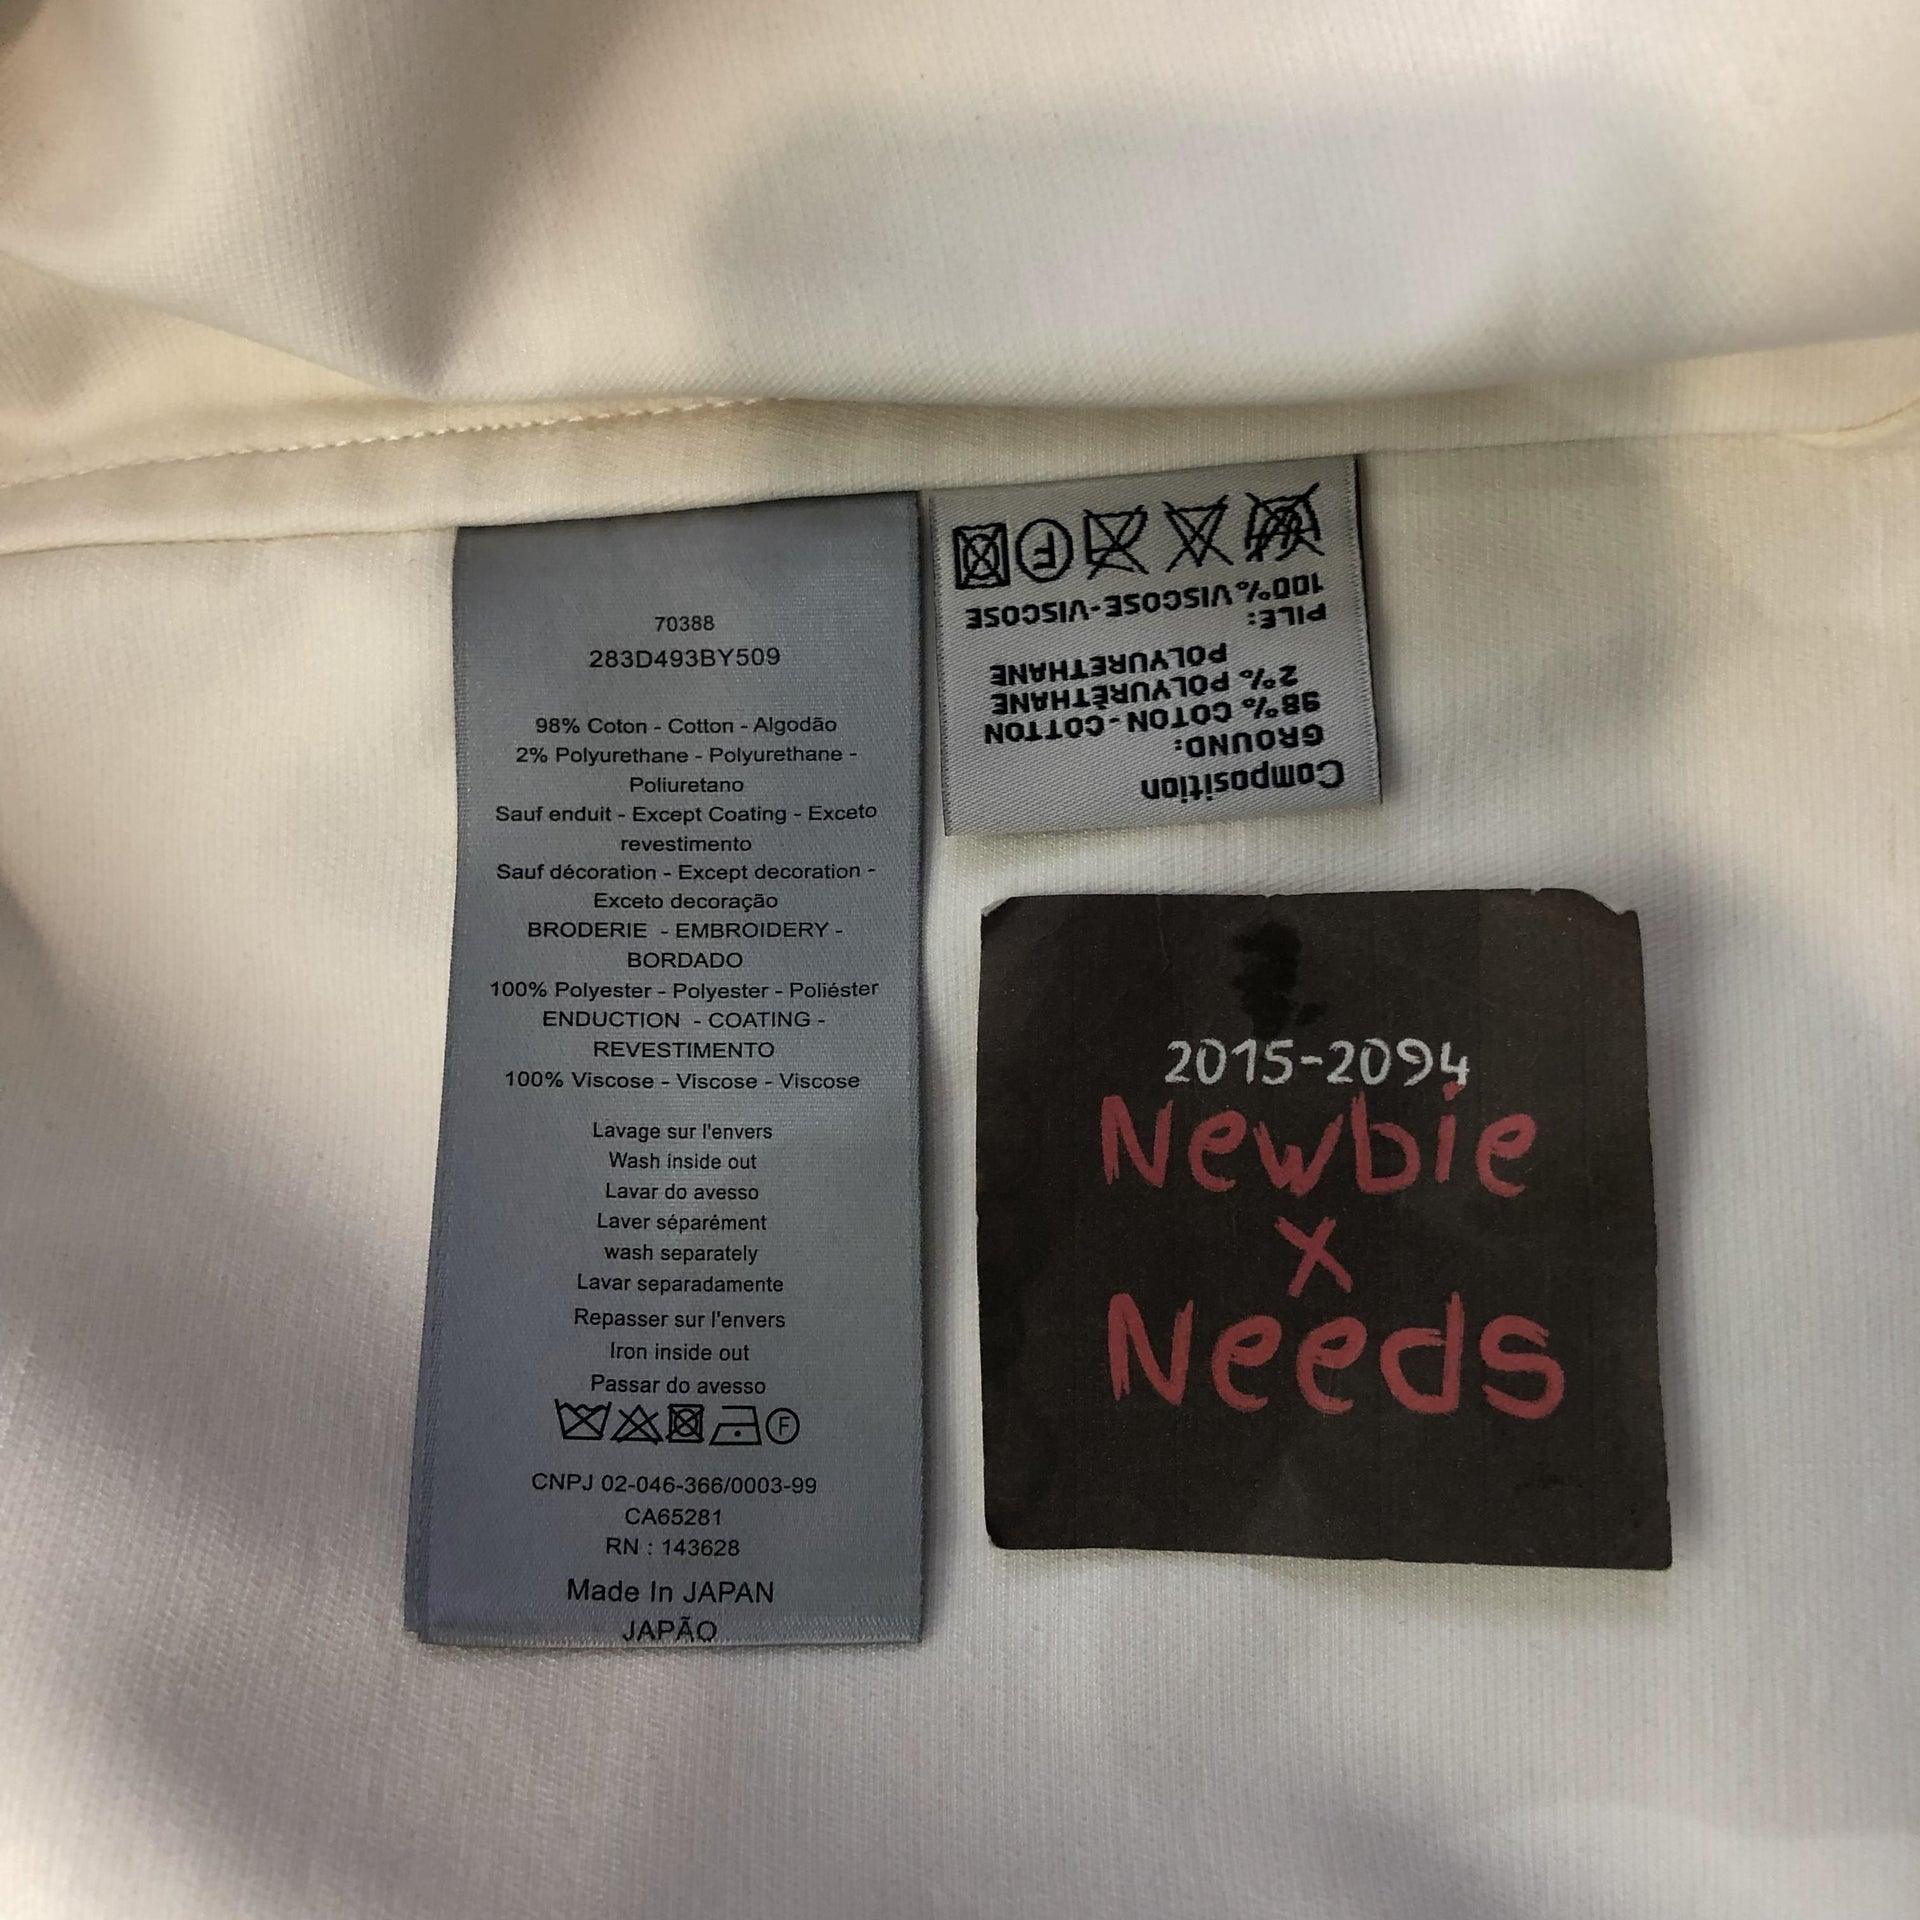 70388
283D493BY509
98% Coton - Cotton - Algodão
2% Polyurethane - Polyurethane -
Poliuretano
Sauf enduit - Except Coating - Exceto
revestimento
Sauf décoration - Except decoration -
Exceto decoração
BRODERIE - EMBROIDERY -
BORDADO
100% Polyester - Polyester - Poliéster
ENDUCTION - COATING -
REVESTIMENTO
100% Viscose - Viscose - Viscose
Lavage sur l'envers
Wash inside out
Lavar do avesso
Laver séparément
wash separately
Lavar separadamente
Repasser sur l'envers
Iron inside out
Passar do avesso
F
CNPJ 02-046-366/0003-99
CA65281
RN : 143628
Made In JAPAN
JAPÃO
Composition
GROUND:
98% COTON-COTTON
2% POLYURÉTHANE
POLYURETHANE
PILE:
100% VISCOSE-VISCOSE
F
2015-2094
Newbie
x
Needs